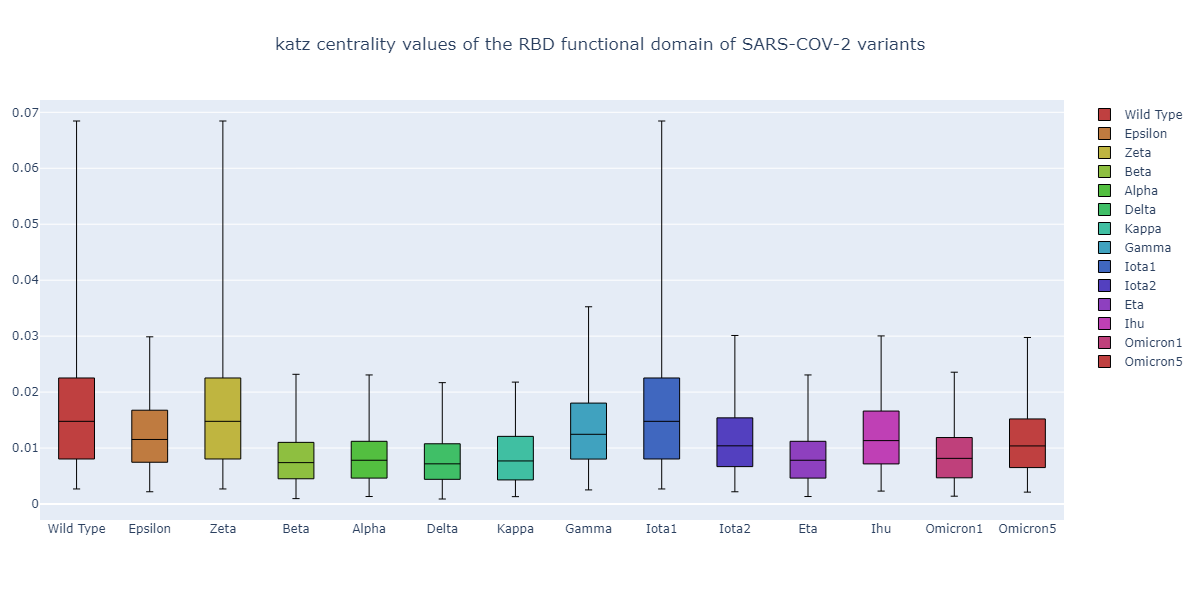 katz centrality values of the RBD functional domain of SARS-COV-2 variants
0.07
0.06
0.05
0.04
0.03
0.02
0.01
0
Wild Type
Epsilon
Zeta
Beta
Alpha
Delta
Kappa
Gamma
Iota1
Iota2
Eta
Ihu
Omicron1
Omicron5
Wild Type
Epsilon
Zeta
Beta
Alpha
Delta
Kappa
Gamma
Iota1
Iota2
Eta
Ihu
Omicron1
Omicron5